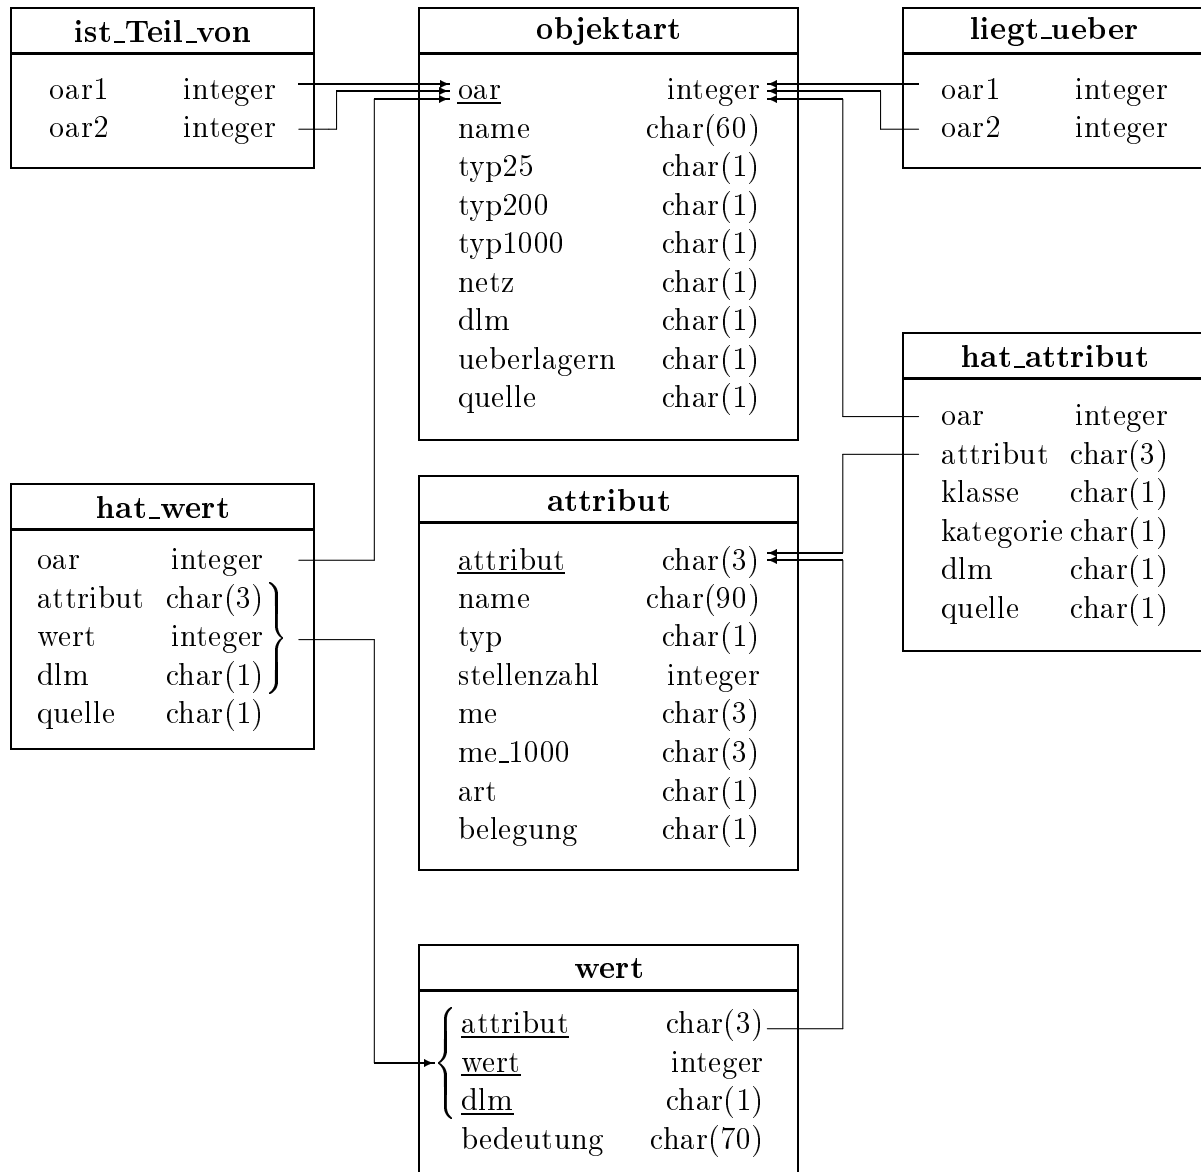 ist_Teil_von
oar1 integer
oar2 integer
objektart
oar integer
name char(60)
typ25 char(1)
typ200 char(1)
typ1000 char(1)
netz char(1)
dlm char(1)
ueberlagern char(1)
quelle char(1)
liegt_ueber
oar1 integer
oar2 integer
hat_attribut
oar integer
attribut char(3)
klasse char(1)
kategorie char(1)
dlm char(1)
quelle char(1)
hat_wert
oar integer
attribut char(3)
wert integer
dlm char(1)
quelle char(1)
attribut
attribut char(3)
name char(90)
typ char(1)
stellenzahl integer
me char(3)
me_1000 char(3)
art char(1)
belegung char(1)
wert
attribut char(3)
wert integer
dlm char(1)
bedeutung char(70)